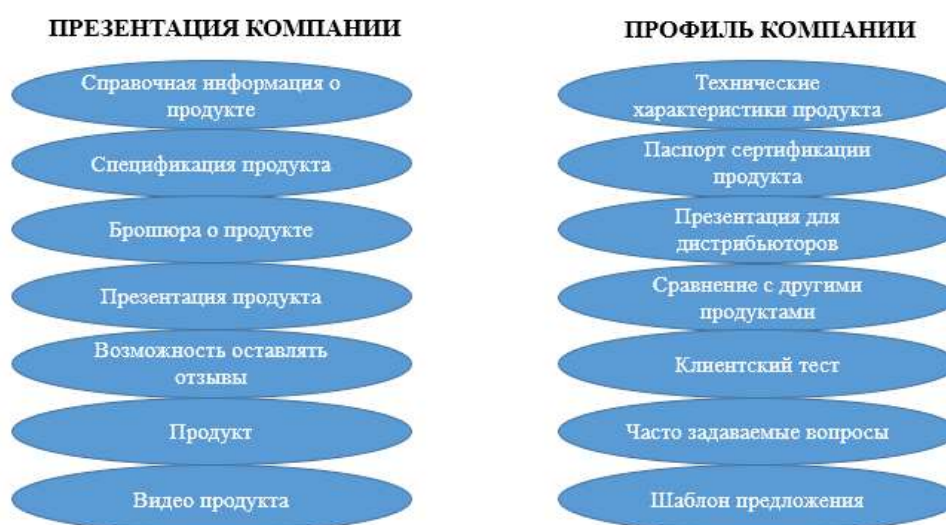 ПРЕЗЕНТАЦИЯ КОМПАНИИ
Справочная информация о
продукте
Спецификация продукта
Брошюра о продукте
Презентация продукта
Возможность оставлять
отзывы
Продукт
Видео продукта
ПРОФИЛЬ КОМПАНИИ
Технические
характеристики продукта
Паспорт сертификации
продукта
Презентация для
дистрибьюторов
Сравнение с другими
продуктами
Клиентский тест
Часто задаваемые вопросы
Шаблон предложения